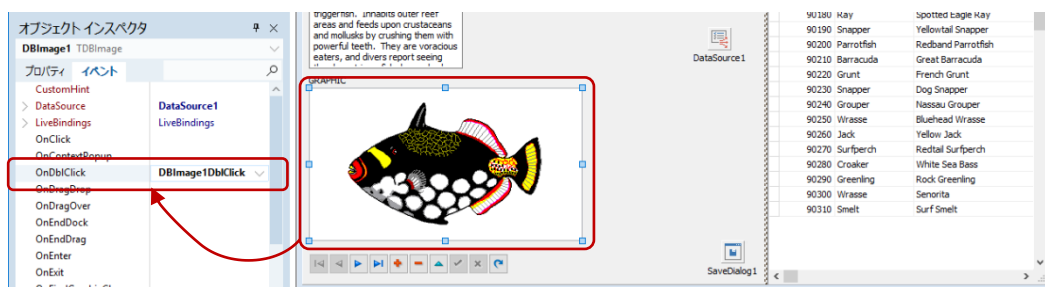 オブジェクト インスペクタ
DBImage1 TDBImage
プロパティ イベント
CustomHint
DataSource DataSource1
LiveBindings LiveBindings
OnClick
OnContextPopup
OnDblClick DBImage1DblClick
OnDragDrop
OnDragOver
OnEndDock
OnEndDrag
OnEnter
OnExit
triggerfish. Inhabits outer reef
areas and feeds upon crustaceans
and mollusks by crushing them with
powerful teeth. They are voracious
eaters, and divers report seeing
GRAPHIC
DataSource1
SaveDialog1
90180 Ray Spotted Eagle Ray
90190 Snapper Yellowtail Snapper
90200 Parrotfish Redband Parrotfish
90210 Barracuda Great Barracuda
90220 Grunt French Grunt
90230 Snapper Dog Snapper
90240 Grouper Nassau Grouper
90250 Wrasse Bluehead Wrasse
90260 Jack Yellow Jack
90270 Surfperch Redtail Surfperch
90280 Croaker White Sea Bass
90290 Greenling Rock Greenling
90300 Wrasse Senorita
90310 Smelt Surf Smelt